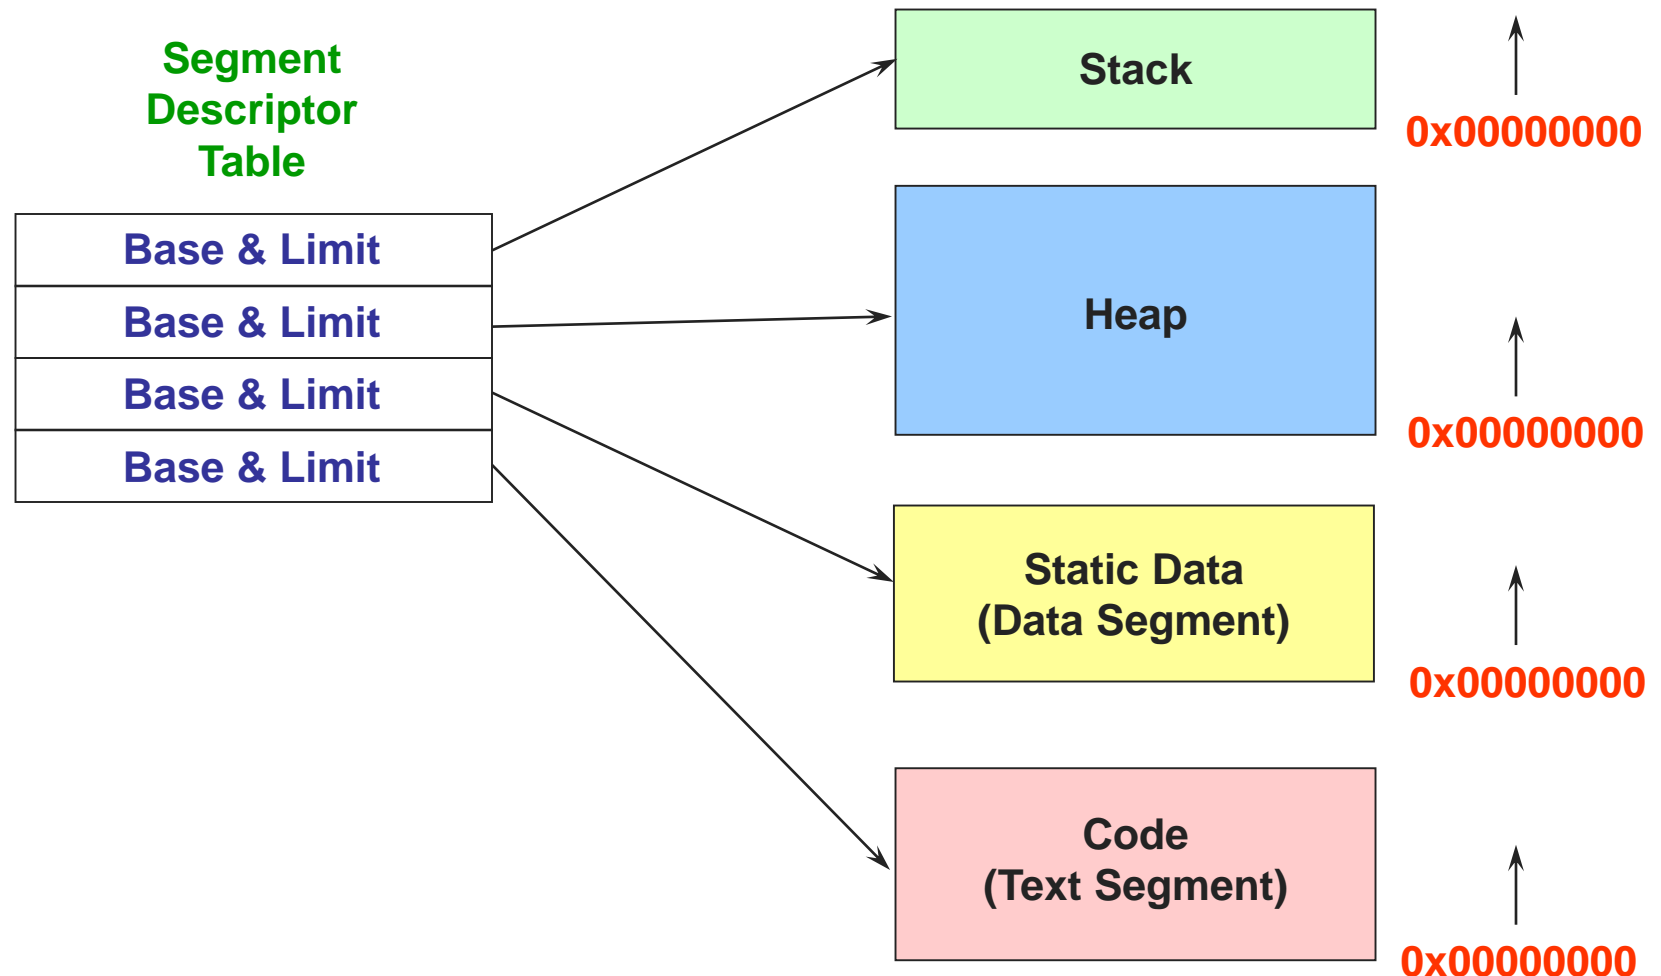 Segment
Descriptor
Table
Base & Limit
Base & Limit
Base & Limit
Base & Limit
Stack
0x00000000
Heap
0x00000000
Static Data
(Data Segment)
0x00000000
Code
(Text Segment)
0x00000000